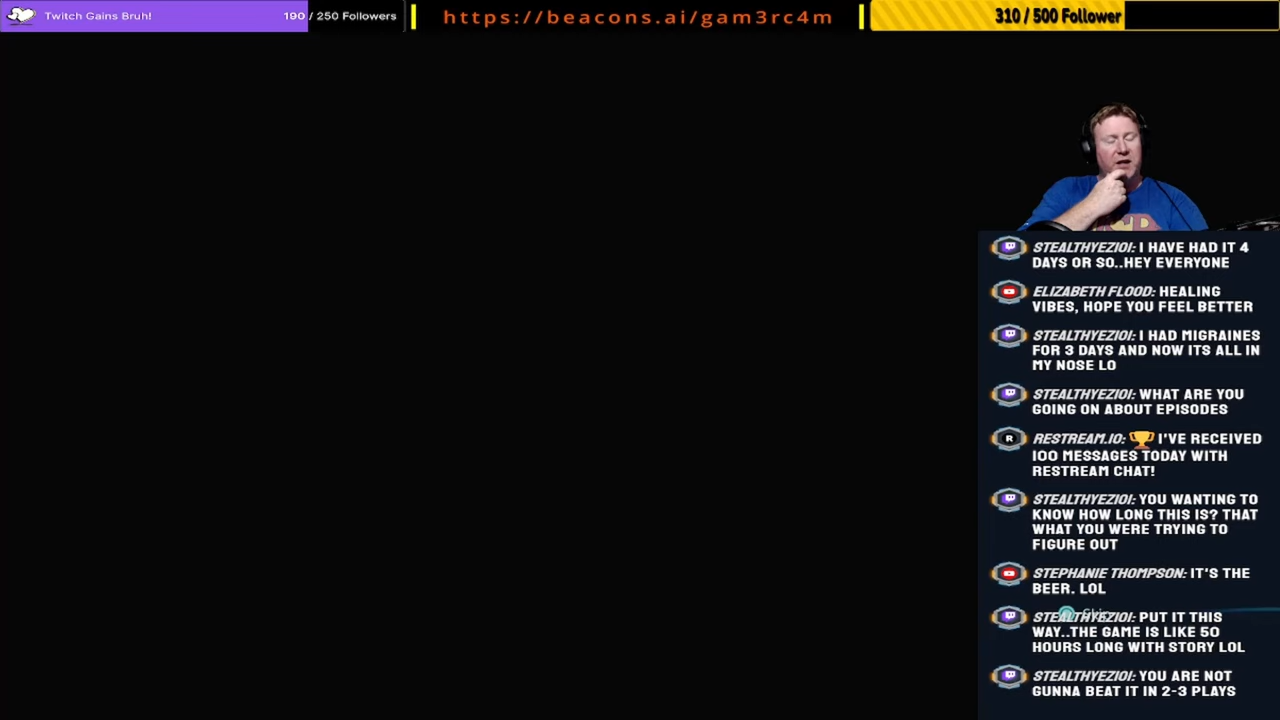 Twitch Gains Bruh! 190 / 250 Followers
https://beacons.ai/gam3rc4m
310 / 500 Follower
STEALTHYEZIO1: I HAVE HAD IT 4
DAYS OR SO..HEY EVERYONE
ELIZABETH FLOOD: HEALING
VIBES, HOPE YOU FEEL BETTER
STEALTHYEZIO1: I HAD MIGRAINES
FOR 3 DAYS AND NOW ITS ALL IN
MY NOSE LO
STEALTHYEZIO1: WHAT ARE YOU
GOING ON ABOUT EPISODES
RESTREAM.IO: 🏆 I'VE RECEIVED
100 MESSAGES TODAY WITH
RESTREAM CHAT!
STEALTHYEZIO1: YOU WANTING TO
KNOW HOW LONG THIS IS? THAT
WHAT YOU WERE TRYING TO
FIGURE OUT
STEPHANIE THOMPSON: IT'S THE
BEER. LOL
Skip
STEALTHYEZIO1: PUT IT THIS
WAY..THE GAME IS LIKE 50
HOURS LONG WITH STORY LOL
STEALTHYEZIO1: YOU ARE NOT
GUNNA BEAT IT IN 2-3 PLAYS